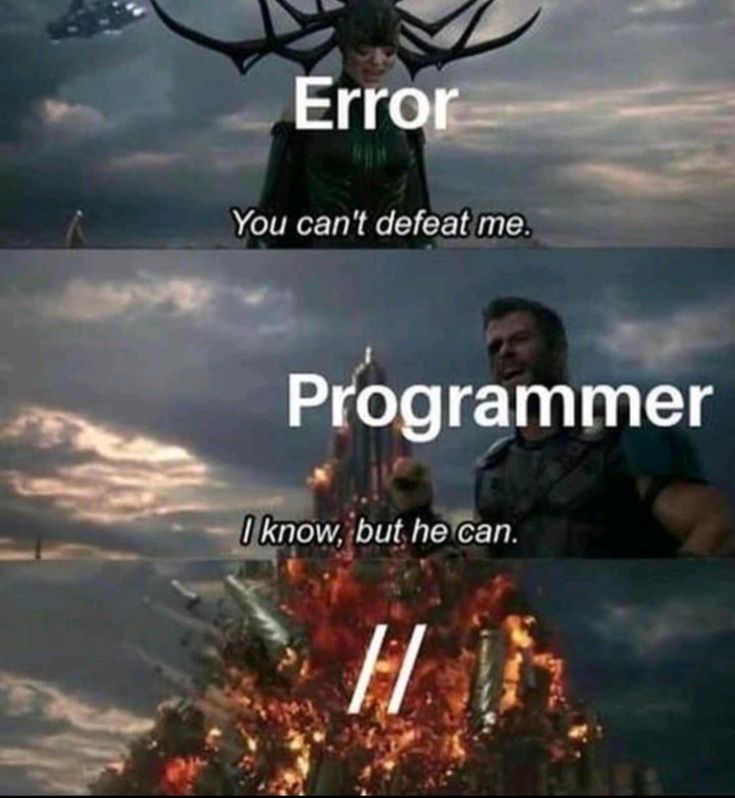 Error
You can't defeat me.
Programmer
I know, but he can.
//